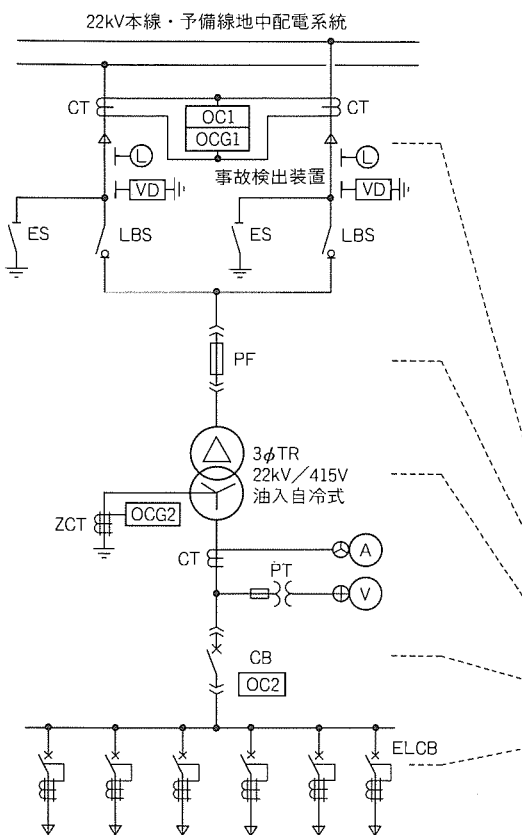 22kV本線・予備線地中配電系統
CT
OC1
CT
OCG1
L
L
事故検出装置
VD
VD
ES
LBS
ES
LBS
PF
3φTR
22kV／415V
油入自冷式
ZCT
OCG2
CT
A
PT
V
CB
OC2
ELCB